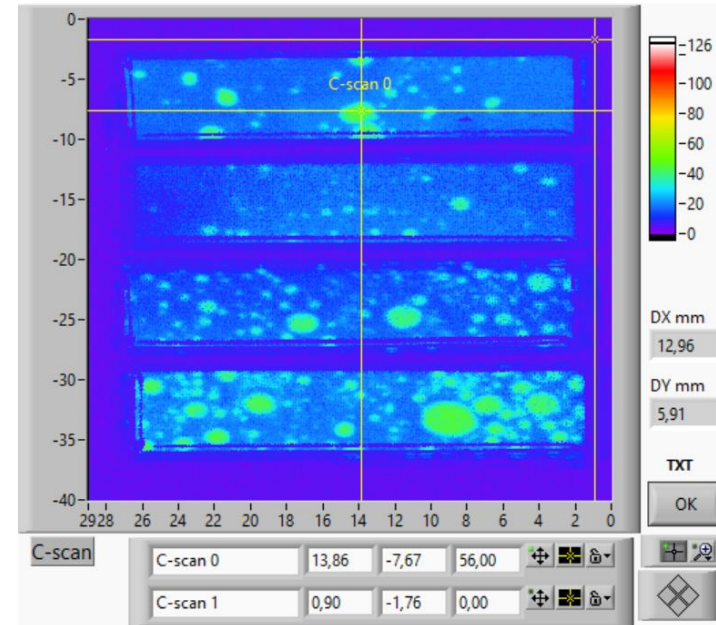 0
-5
C-scan 0
-10
-15
-20
-25
-30
-35
-40
2928 26 24 22 20 18 16 14 12 10 8 6 4 2 0
-126
-100
-80
-60
-40
-20
-0
DX mm
12,96
DY mm
5,91
TXT
OK
C-scan
C-scan 0 13,86 -7,67 56,00
C-scan 1 0,90 -1,76 0,00